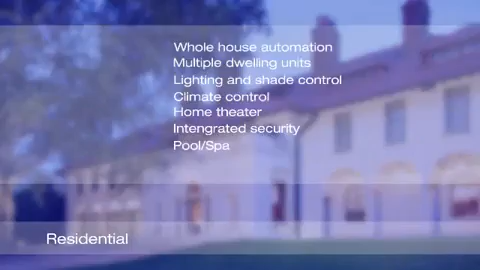 Whole house automation
Multiple dwelling units
Lighting and shade control
Climate control
Home theater
Intengrated security
Pool/Spa
Residential